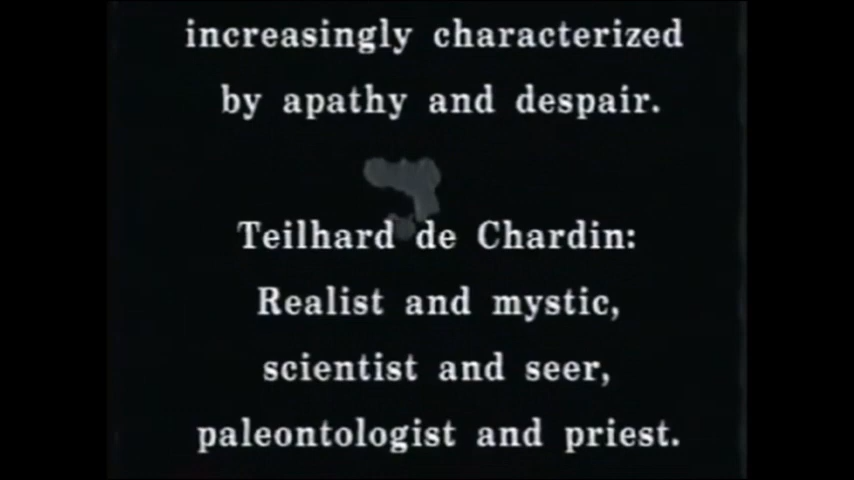 increasingly characterized
by apathy and despair.
Teilhard de Chardin:
Realist and mystic,
scientist and seer,
paleontologist and priest.